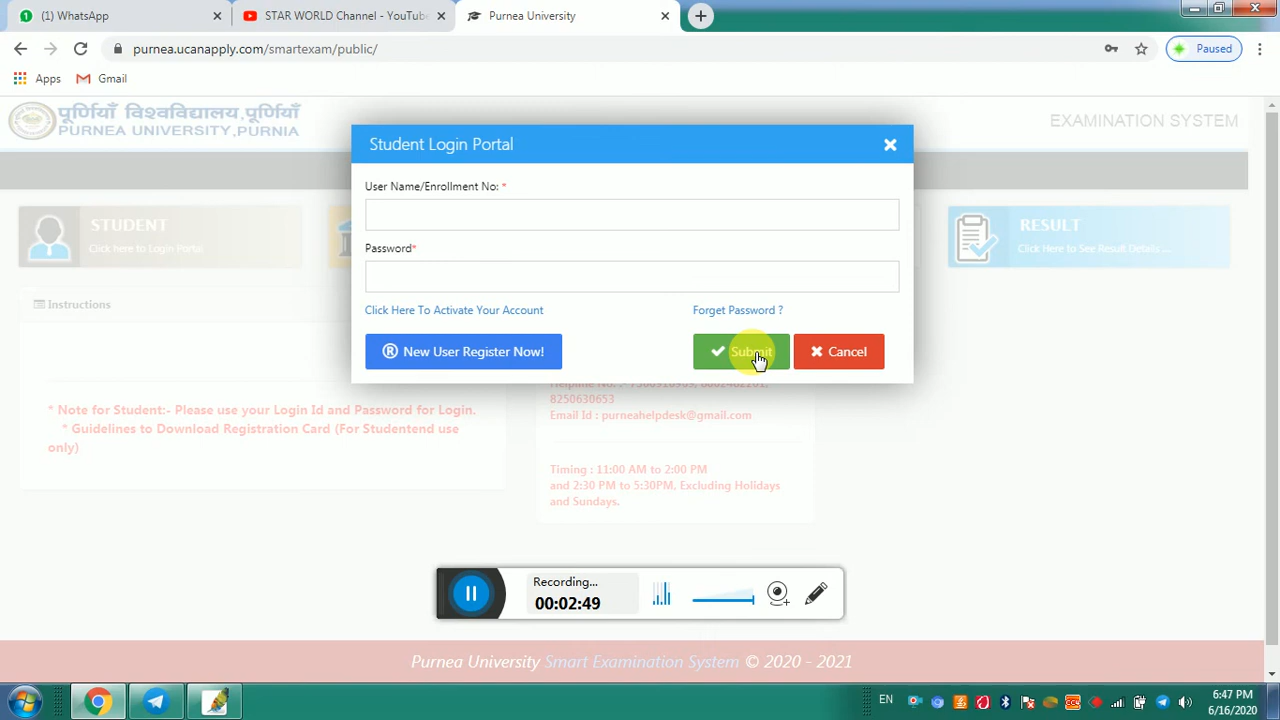 (1) WhatsApp
STAR WORLD Channel - YouTube
Purnea University
purnea.ucanapply.com/smartexam/public/
Paused
Apps
Gmail
पूर्णियाँ विश्वविद्यालय,पूर्णियाँ
PURNEA UNIVERSITY,PURNIA
EXAMINATION SYSTEM
Student Login Portal
User Name/Enrollment No: *
Password*
Click Here To Activate Your Account
Forget Password ?
New User Register Now!
Submit
Cancel
STUDENT
Click here to Login Portal
RESULT
Click Here to See Result Details ...
Instructions
* Note for Student:- Please use your Login Id and Password for Login.
* Guidelines to Download Registration Card (For Studentend use
only)
8250630653
Email Id : purneahelpdesk@gmail.com
Timing : 11:00 AM to 2:00 PM
and 2:30 PM to 5:30PM, Excluding Holidays
and Sundays.
Recording...
00:02:49
Purnea University Smart Examination System © 2020 - 2021
EN
6:47 PM
6/16/2020